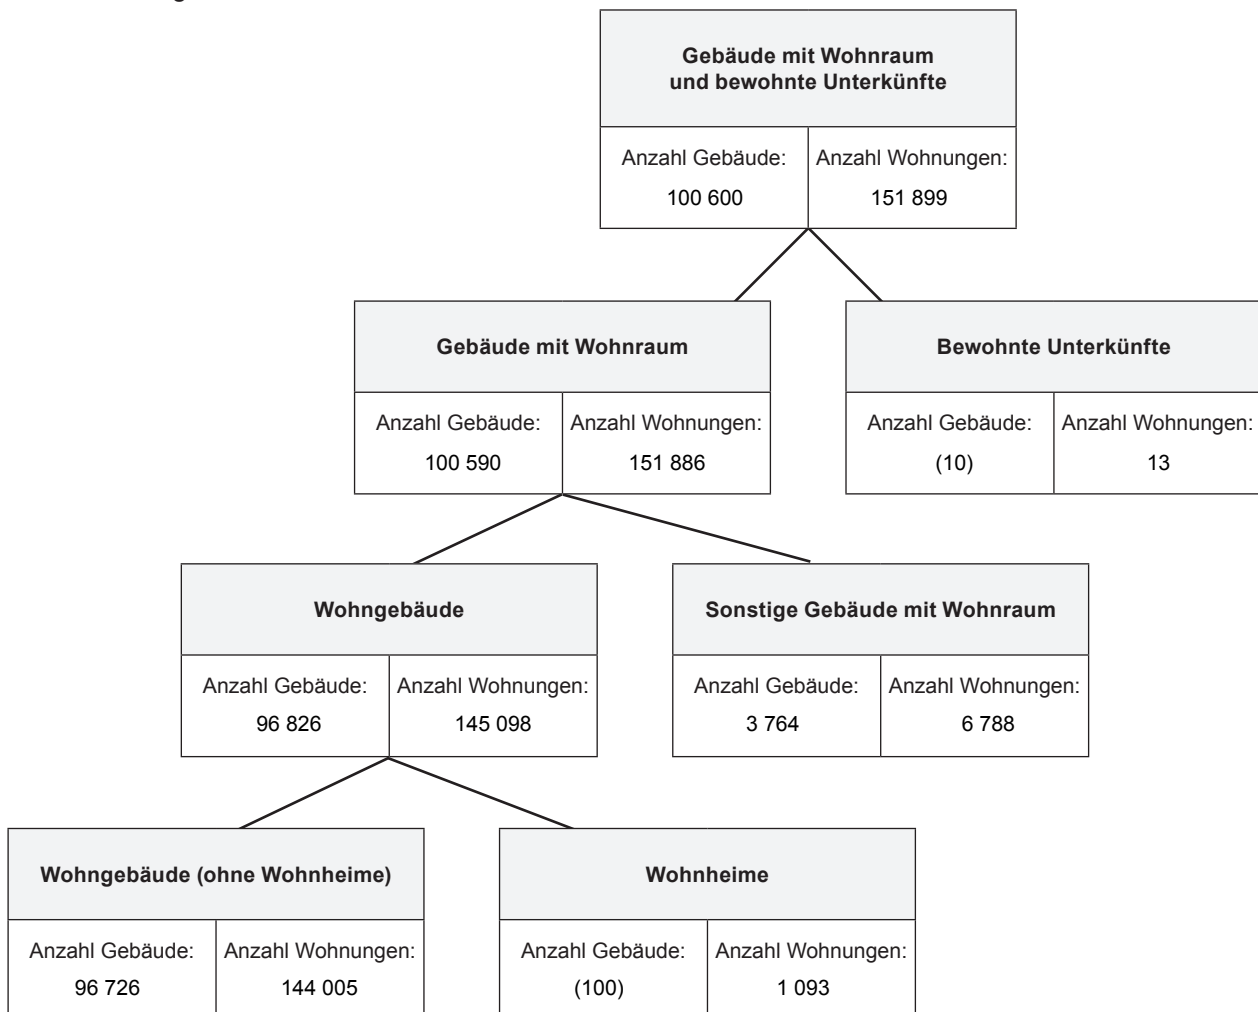 Gebäude mit Wohnraum
und bewohnte Unterkünfte
Anzahl Gebäude: Anzahl Wohnungen:
100 600 151 899
Gebäude mit Wohnraum Bewohnte Unterkünfte
Anzahl Gebäude: Anzahl Wohnungen: Anzahl Gebäude: Anzahl Wohnungen:
100 590 151 886 (10) 13
Wohngebäude Sonstige Gebäude mit Wohnraum
Anzahl Gebäude: Anzahl Wohnungen: Anzahl Gebäude: Anzahl Wohnungen:
96 826 145 098 3 764 6 788
Wohngebäude (ohne Wohnheime) Wohnheime
Anzahl Gebäude: Anzahl Wohnungen: Anzahl Gebäude: Anzahl Wohnungen:
96 726 144 005 (100) 1 093